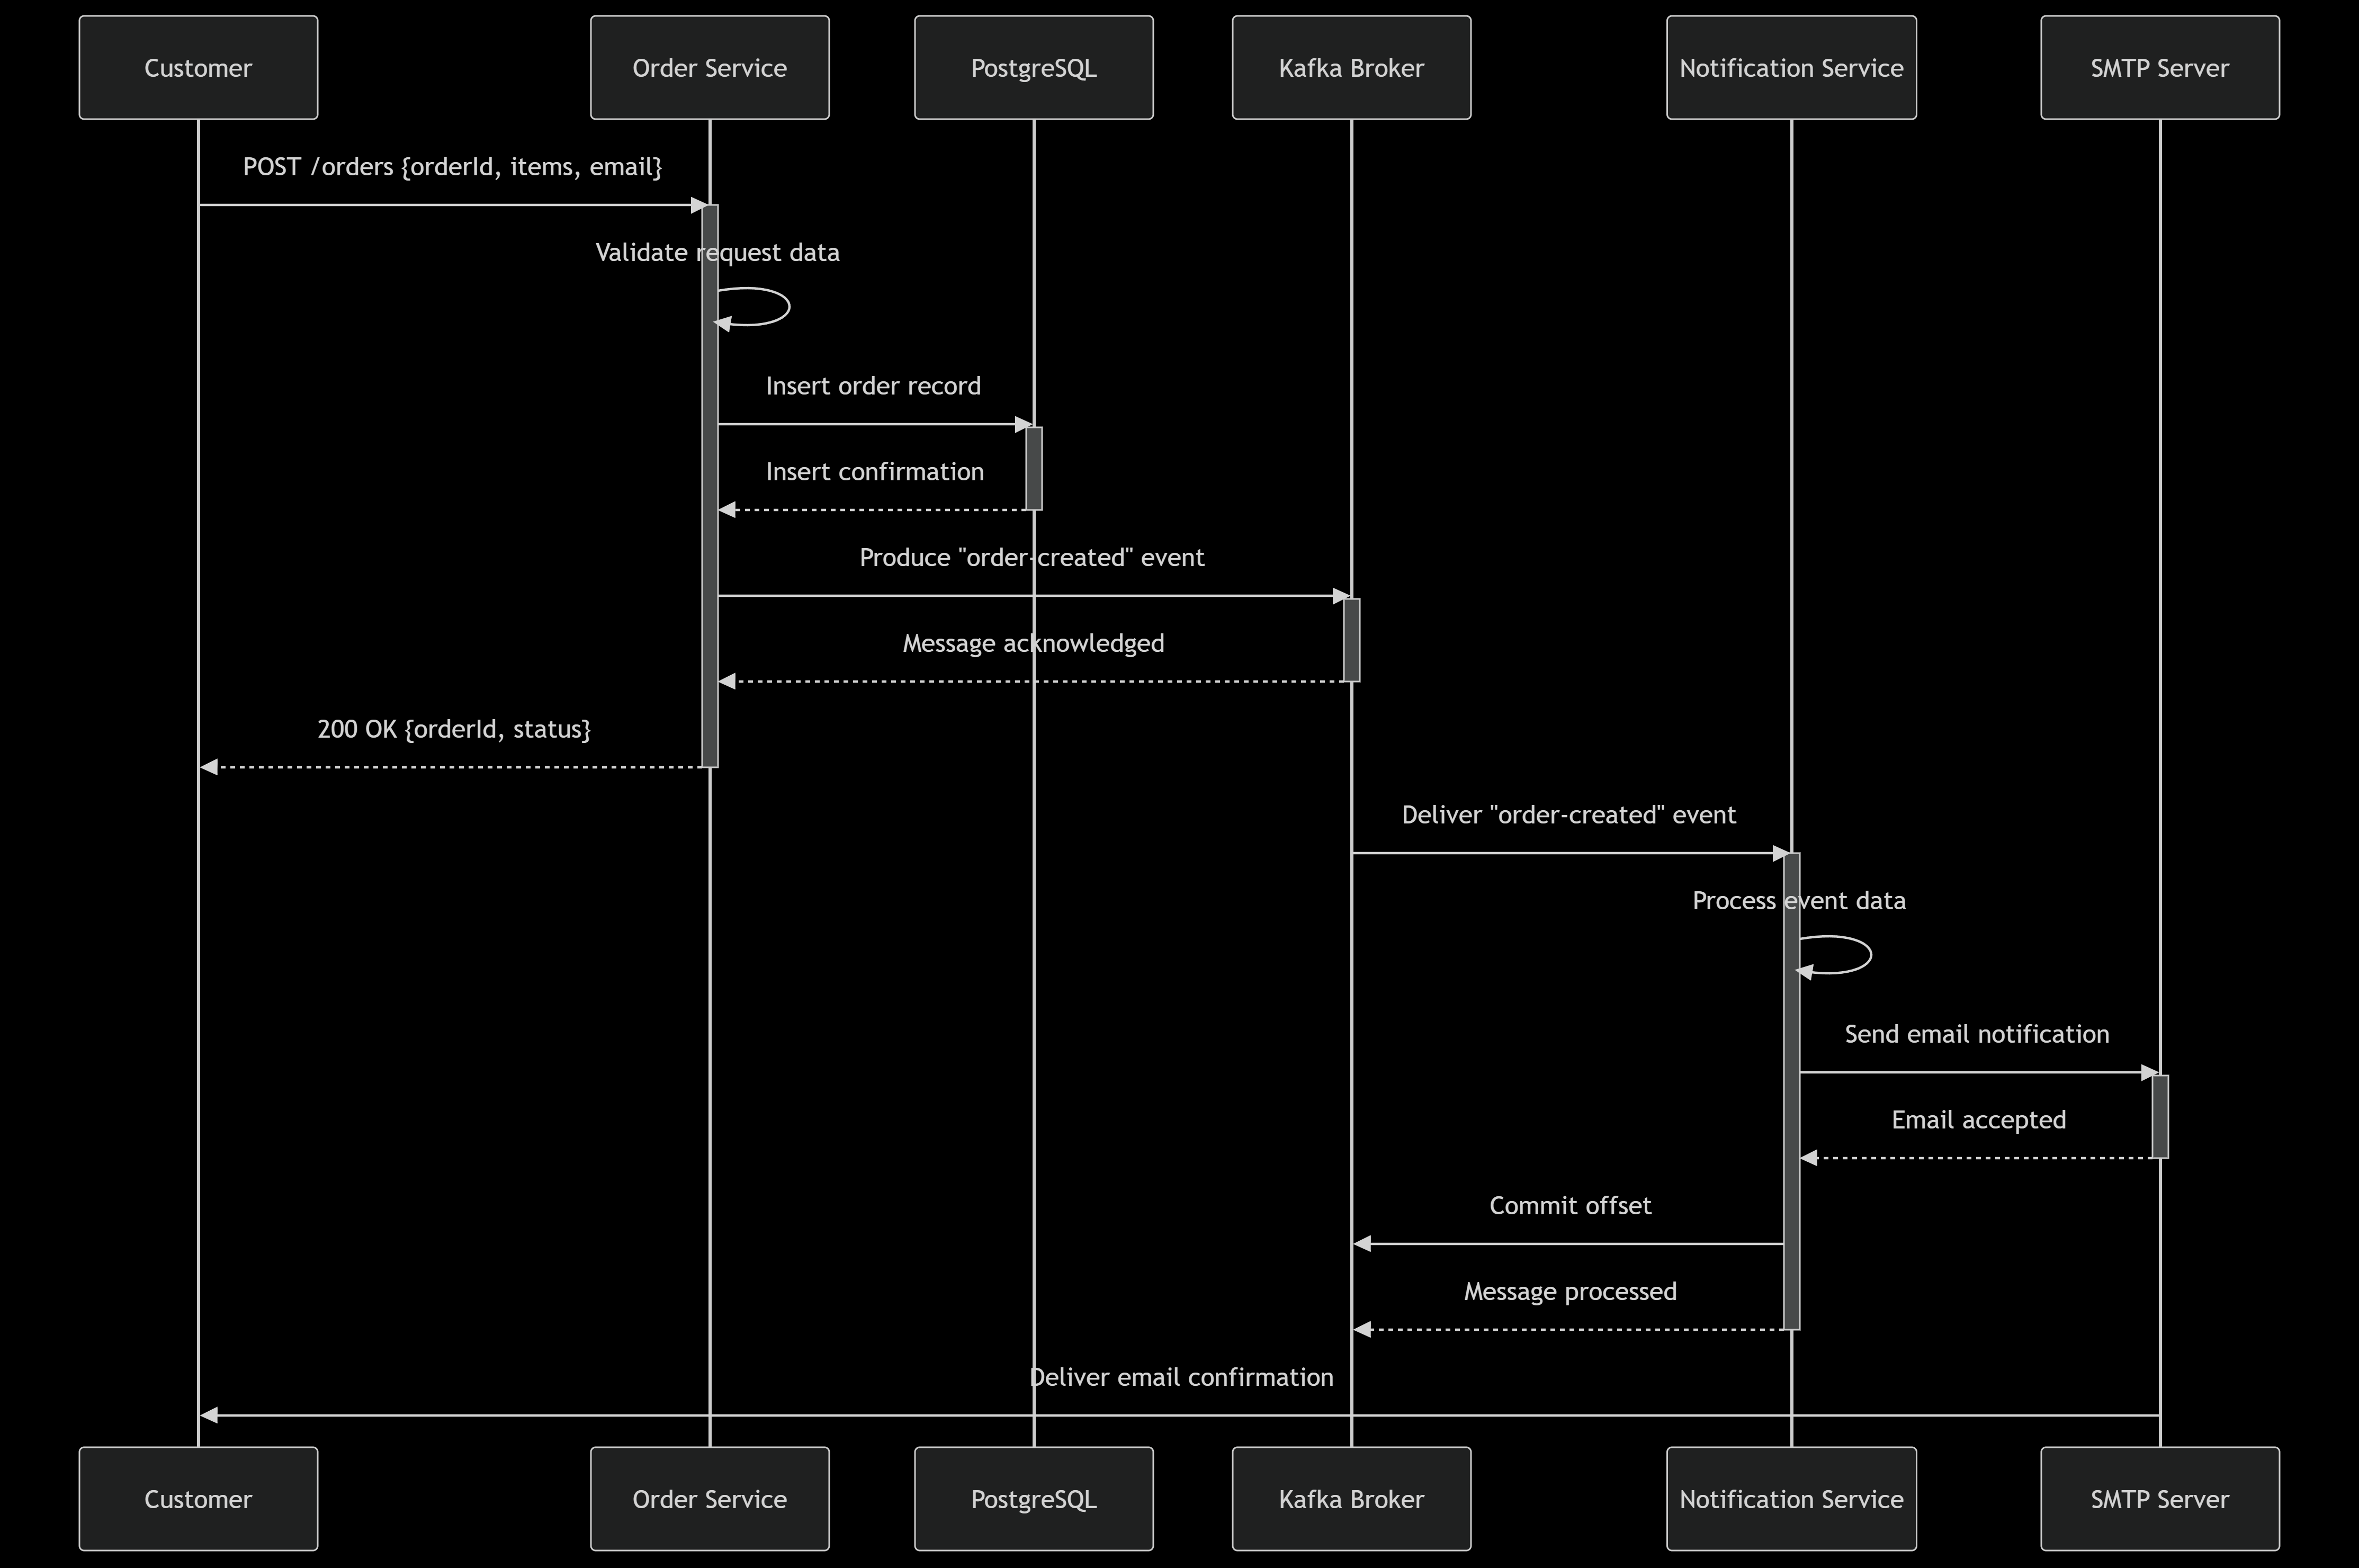 Customer
Order Service
PostgreSQL
Kafka Broker
Notification Service
SMTP Server
POST /orders {orderId, items, email}
Validate request data
Insert order record
Insert confirmation
Produce "order-created" event
Message acknowledged
200 OK {orderId, status}
Deliver "order-created" event
Process event data
Send email notification
Email accepted
Commit offset
Message processed
Deliver email confirmation
Customer
Order Service
PostgreSQL
Kafka Broker
Notification Service
SMTP Server